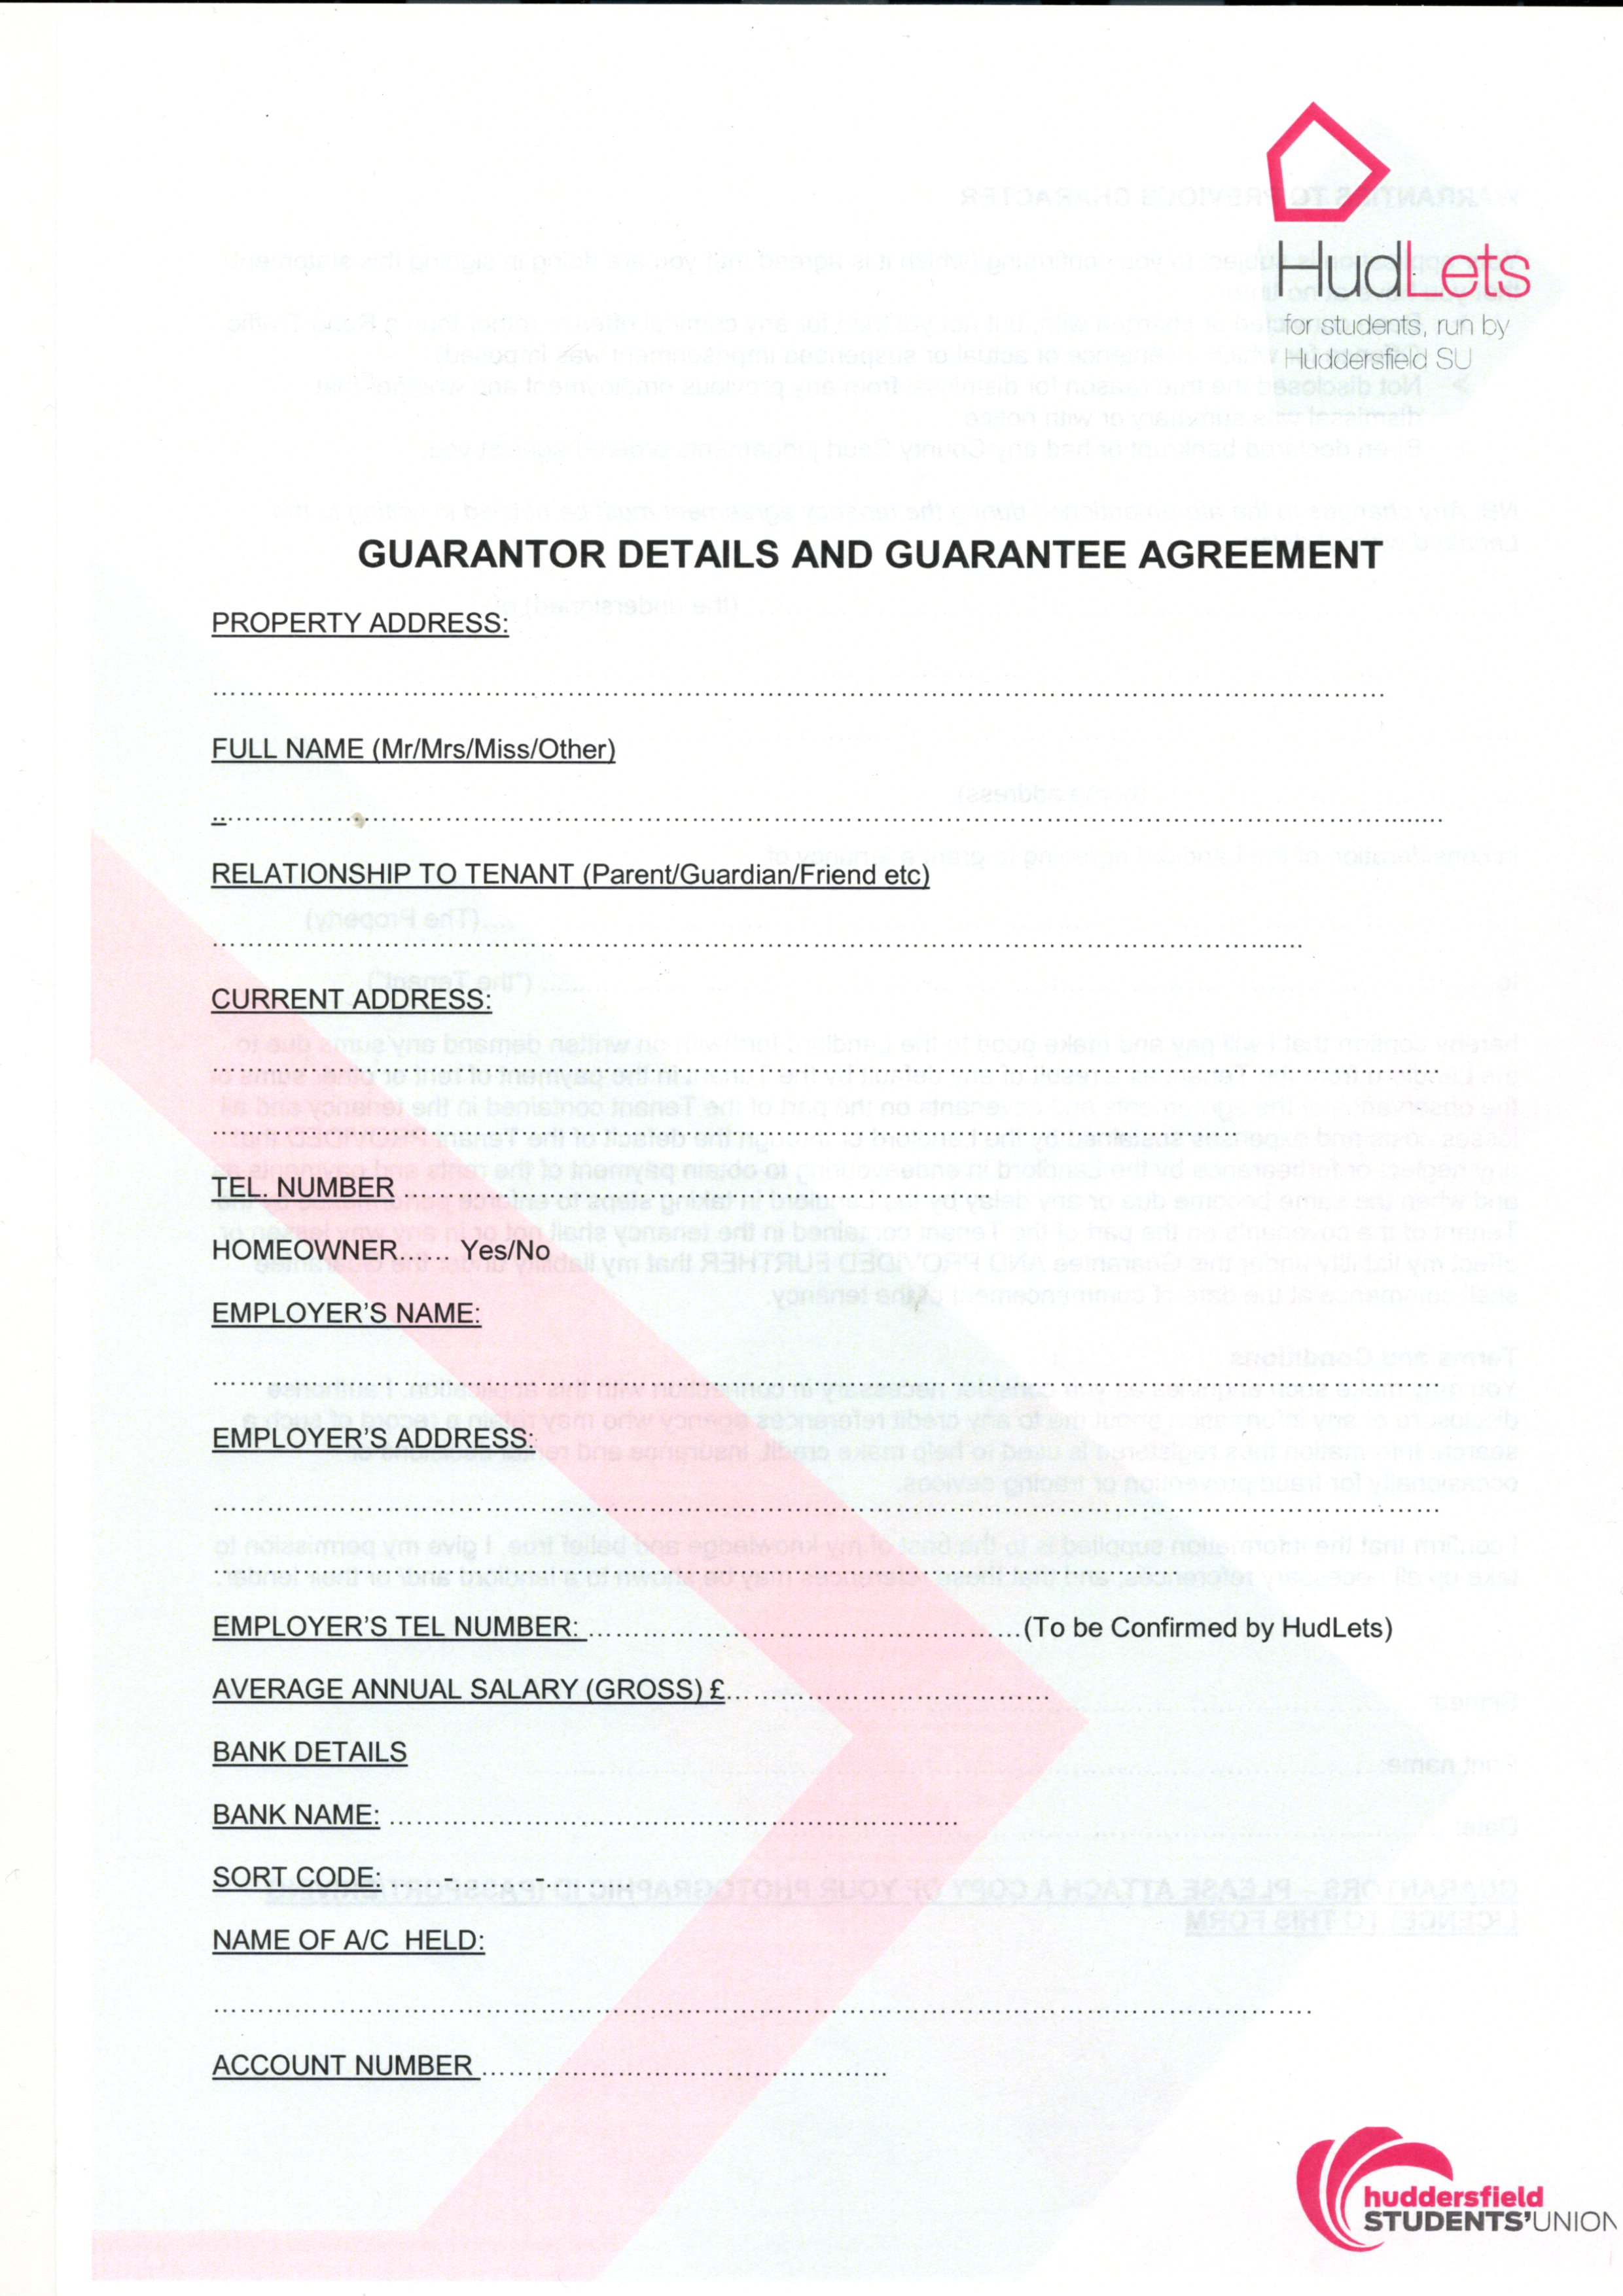 HudLets
for students, run by
Huddersfield SU
GUARANTOR DETAILS AND GUARANTEE AGREEMENT
PROPERTY ADDRESS:
FULL NAME (Mr/Mrs/Miss/Other)
RELATIONSHIP TO TENANT (Parent/Guardian/Friend etc)
CURRENT ADDRESS:
TEL. NUMBER
HOMEOWNER....... Yes/No
EMPLOYER'S NAME:
EMPLOYER'S ADDRESS:
EMPLOYER'S TEL NUMBER: ................................................(To be Confirmed by HudLets)
AVERAGE ANNUAL SALARY (GROSS) £....................................
BANK DETAILS
BANK NAME: ...............................................................
SORT CODE: ......-.........-.........
NAME OF A/C HELD:
ACCOUNT NUMBER .............................................
huddersfield
STUDENTS'UNION